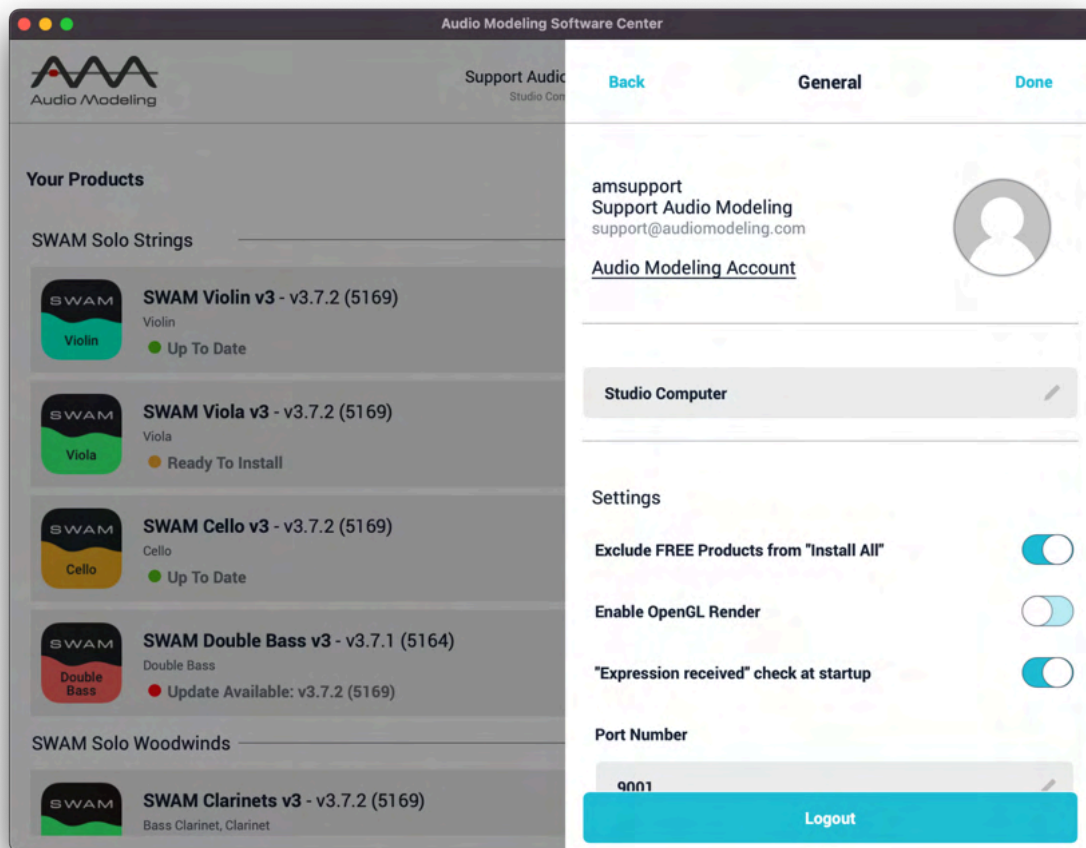 Audio Modeling Software Center
Audio Modeling
Support Audio
Studio Com
Your Products
SWAM Solo Strings
SWAM
Violin
SWAM Violin v3 - v3.7.2 (5169)
Violin
Up To Date
SWAM
Viola
SWAM Viola v3 - v3.7.2 (5169)
Viola
Ready To Install
SWAM
Cello
SWAM Cello v3 - v3.7.2 (5169)
Cello
Up To Date
SWAM
Double
Bass
SWAM Double Bass v3 - v3.7.1 (5164)
Double Bass
Update Available: v3.7.2 (5169)
SWAM Solo Woodwinds
SWAM
SWAM Clarinets v3 - v3.7.2 (5169)
Bass Clarinet, Clarinet
Back
General
Done
amsupport
Support Audio Modeling
support@audiomodeling.com
Audio Modeling Account
Studio Computer
Settings
Exclude FREE Products from "Install All"
Enable OpenGL Render
"Expression received" check at startup
Port Number
9001
Logout